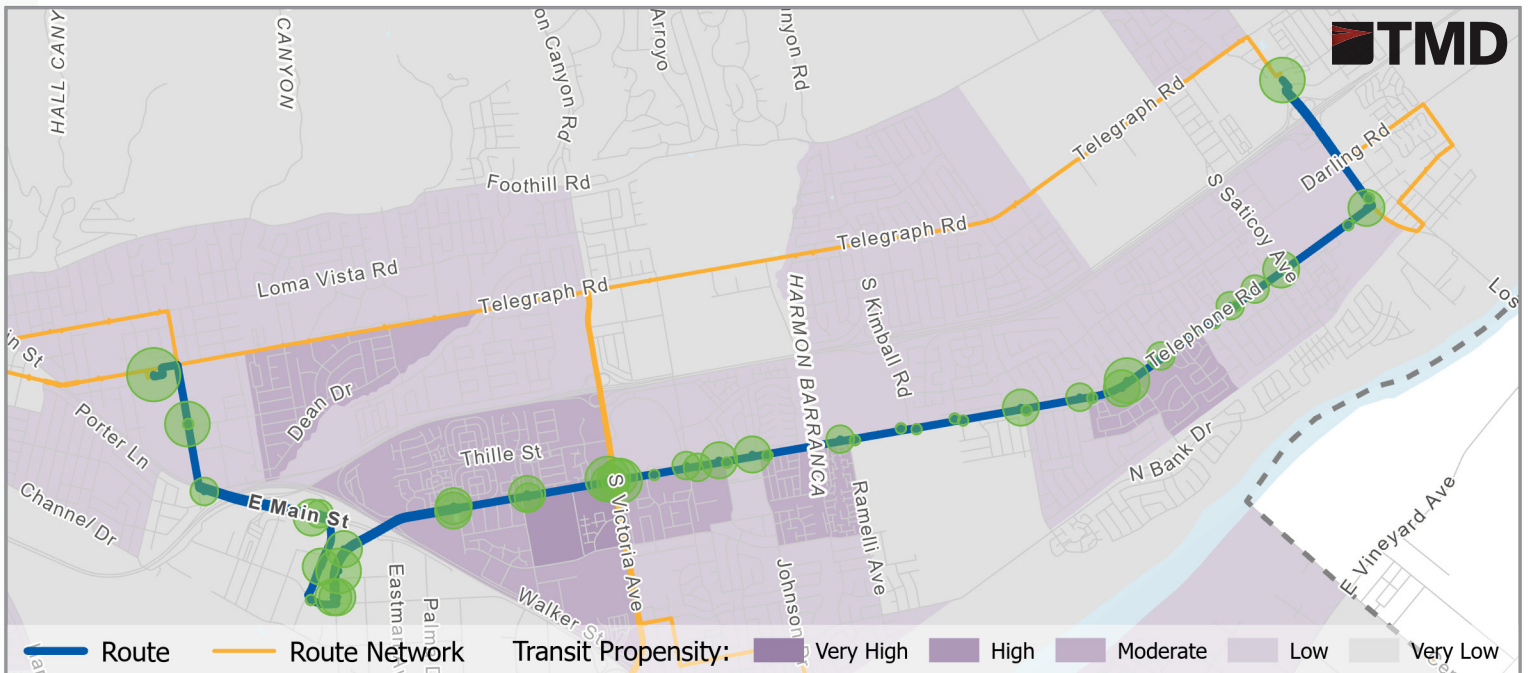 HALL CANY
CANYON
on Canyon Rd
Arroyo
nyon Rd
TMD
Telegraph Rd
Darling Rd
Foothill Rd
S Saticoy Ave
Telegraph Rd
Loma Vista Rd
Telegraph Rd
HARMON BARRANCA
S Kimball Rd
Los
in St
Telephone Rd
Dean Dr
Porter Ln
Thille St
N Bank Dr
Channel Dr
E Main St
S Victoria Ave
Ramelli Ave
E Vineyard Ave
Eastman
Palm
Walker St
Johnson Dr
Route
Route Network
Transit Propensity:
Very High
High
Moderate
Low
Very Low